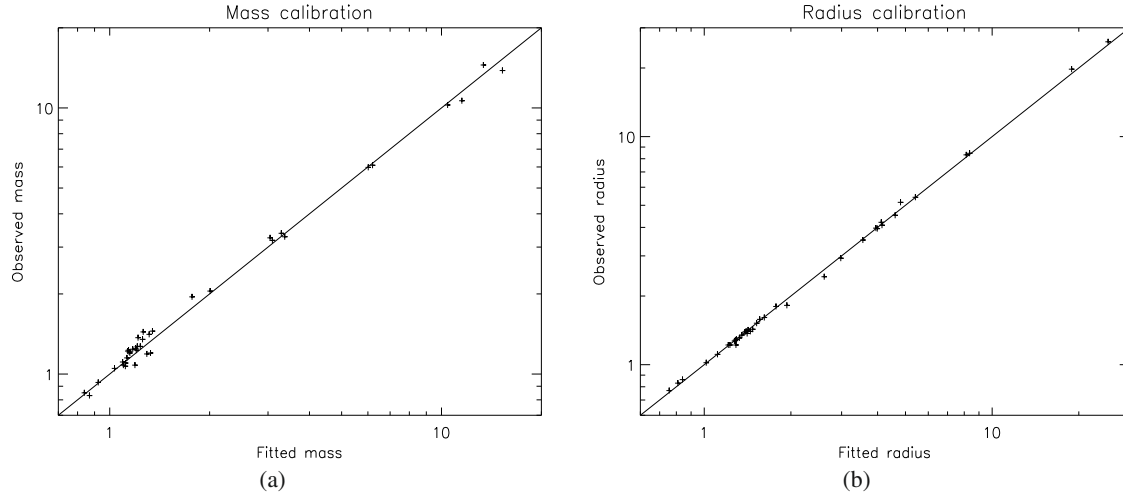 Mass calibration
Observed mass
10
1
1
10
Fitted mass
(a)
Radius calibration
Observed radius
10
1
1
10
Fitted radius
(b)